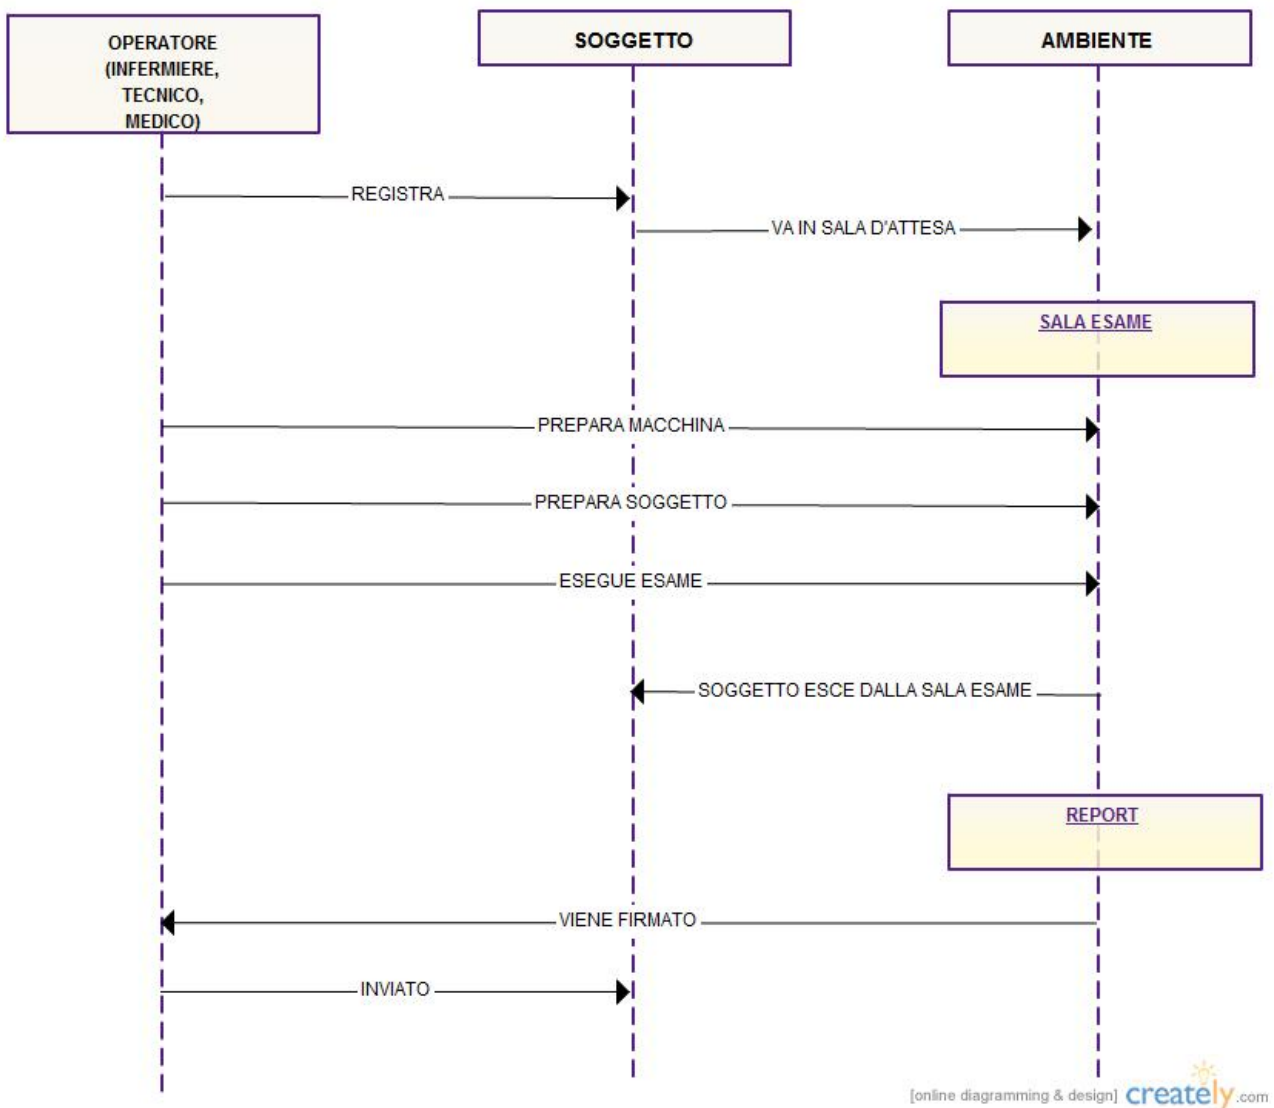 OPERATORE
(INFERMIERE,
TECNICO,
MEDICO)
SOGGETTO
AMBIENTE
REGISTRA
VA IN SALA D'ATTESA
SALA ESAME
PREPARA MACCHINA
PREPARA SOGGETTO
ESEGUE ESAME
SOGGETTO ESCE DALLA SALA ESAME
REPORT
VIENE FIRMATO
INVIATO
[online diagramming & design] creately.com